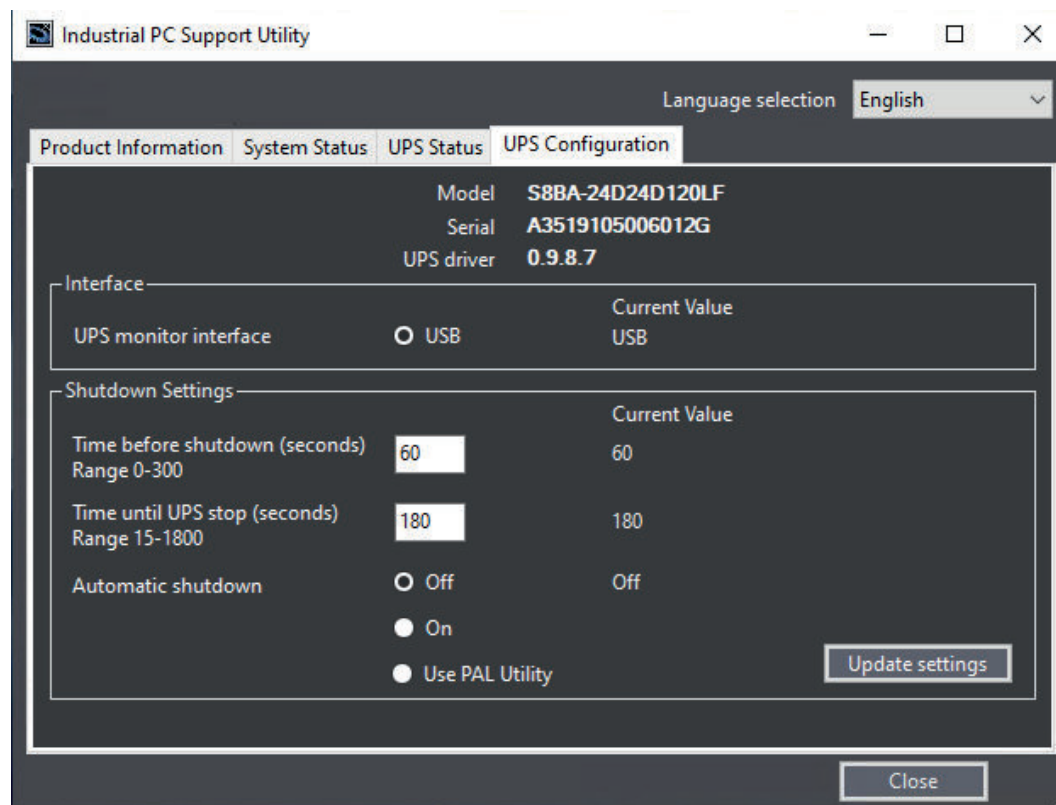 Industrial PC Support Utility
Language selection English
Product Information System Status UPS Status UPS Configuration
Model S8BA-24D24D120LF
Serial A3519105006012G
UPS driver 0.9.8.7
Interface
Current Value
UPS monitor interface USB USB
Shutdown Settings
Current Value
Time before shutdown (seconds)
Range 0-300
60 60
Time until UPS stop (seconds)
Range 15-1800
180 180
Automatic shutdown Off Off
On
Use PAL Utility
Update settings
Close